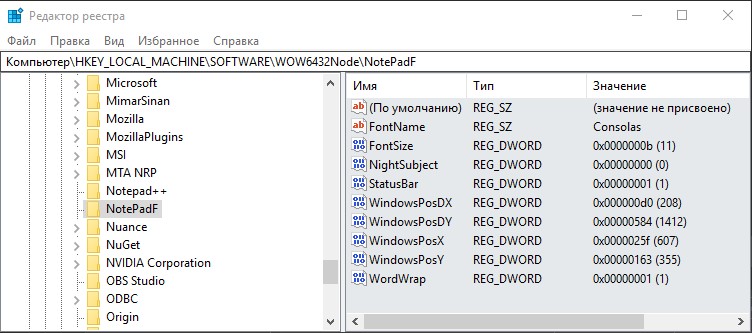 Редактор реестра
Файл Правка Вид Избранное Справка
Компьютер\HKEY_LOCAL_MACHINE\SOFTWARE\WOW6432Node\NotePadF
Microsoft
MimarSinan
Mozilla
MozillaPlugins
MSI
MTA NRP
Notepad++
NotePadF
Nuance
NuGet
NVIDIA Corporation
OBS Studio
ODBC
Origin
Имя Тип Значение
(По умолчанию) REG_SZ (значение не присвоено)
FontName REG_SZ Consolas
FontSize REG_DWORD 0x0000000b (11)
NightSubject REG_DWORD 0x00000000 (0)
StatusBar REG_DWORD 0x00000001 (1)
WindowsPosDX REG_DWORD 0x000000d0 (208)
WindowsPosDY REG_DWORD 0x00000584 (1412)
WindowsPosX REG_DWORD 0x0000025f (607)
WindowsPosY REG_DWORD 0x00000163 (355)
WordWrap REG_DWORD 0x00000001 (1)